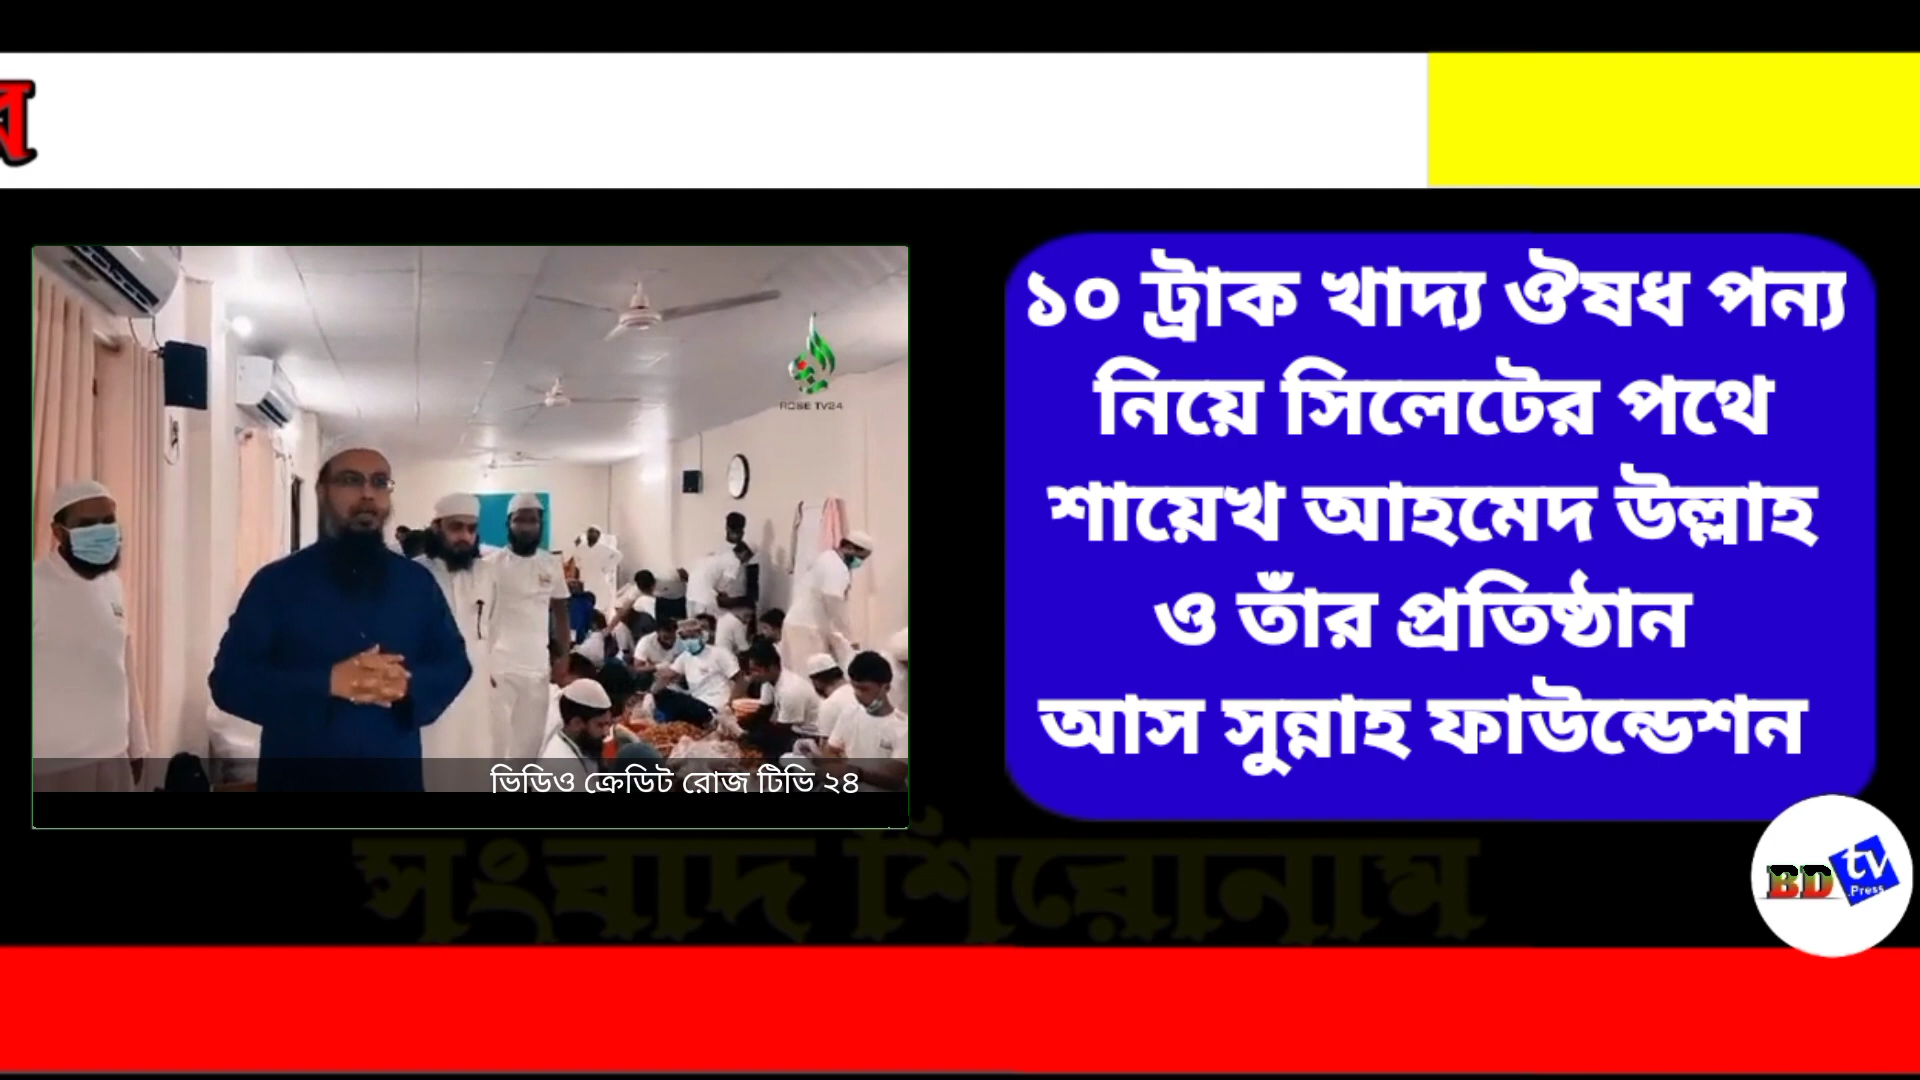 ROSE TV24
ভিডিও ক্রেডিট রোজ টিভি ২৪
১০ ট্রাক খাদ্য ঔষধ পন্য
নিয়ে সিলেটের পথে
শায়েখ আহমেদ উল্লাহ
ও তাঁর প্রতিষ্ঠান
আস সুন্নাহ ফাউন্ডেশন
সংবাদ শিরোনাম
BD tv
.Press